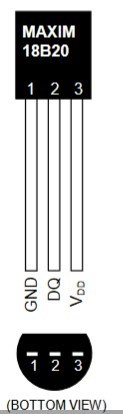 MAXIM
18B20
1 2 3
GND DQ VDD
1 2 3
(BOTTOM VIEW)